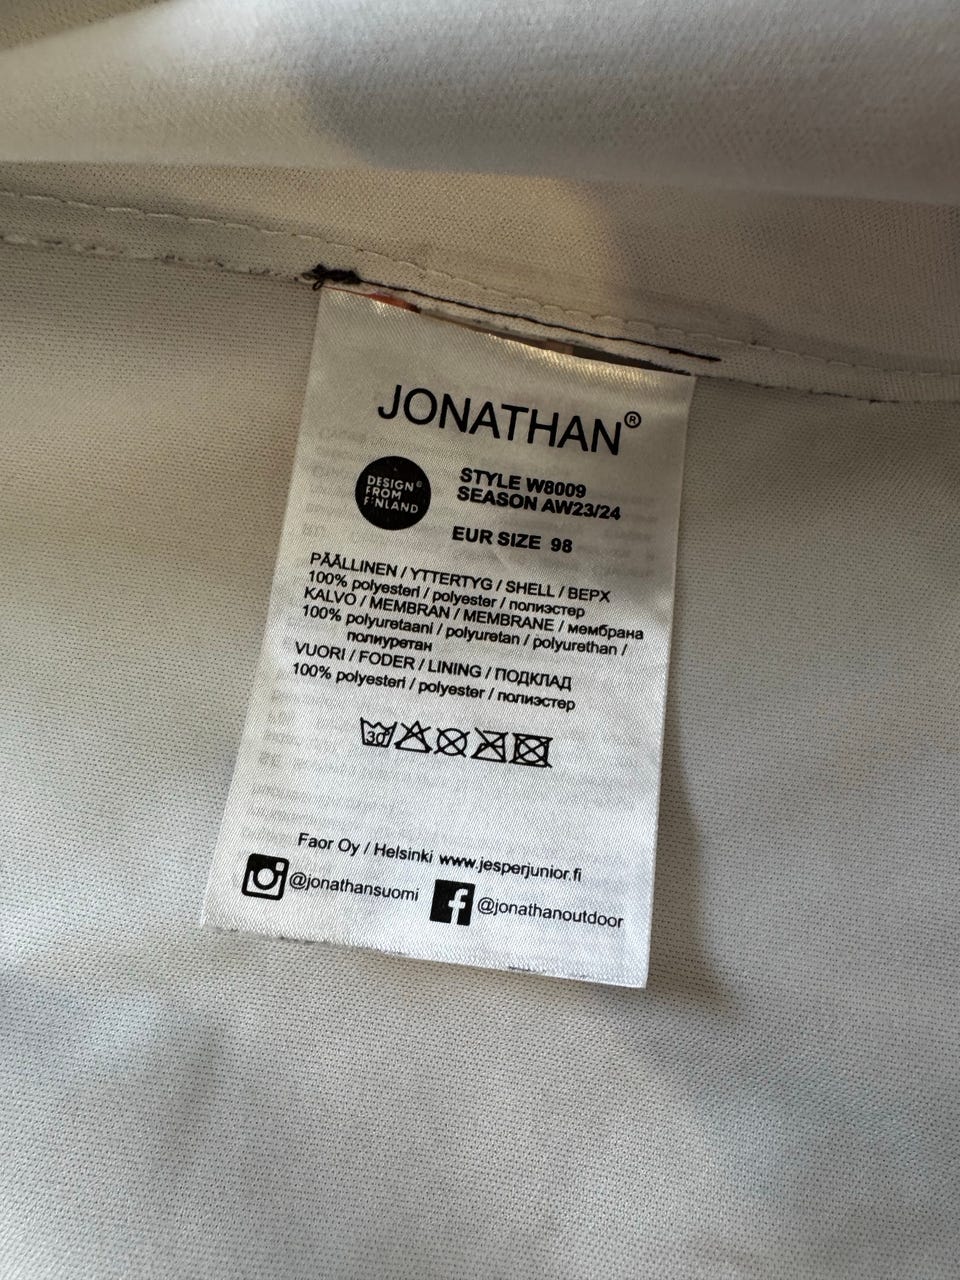 JONATHAN®
DESIGN®
FROM
FINLAND
STYLE W8009
SEASON AW23/24
EUR SIZE 98
PÄÄLLINEN / YTTERTYG / SHELL / ВЕРХ
100% polyesteri / polyester / полиэстер
KALVO / MEMBRAN / MEMBRANE / мембрана
100% polyuretaani / polyuretan / polyurethan /
полиуретан
VUORI / FODER / LINING / ПОДКЛАД
100% polyesteri / polyester / полиэстер
30°
Faor Oy / Helsinki www.jesperjunior.fi
@jonathansuomi
@jonathanoutdoor